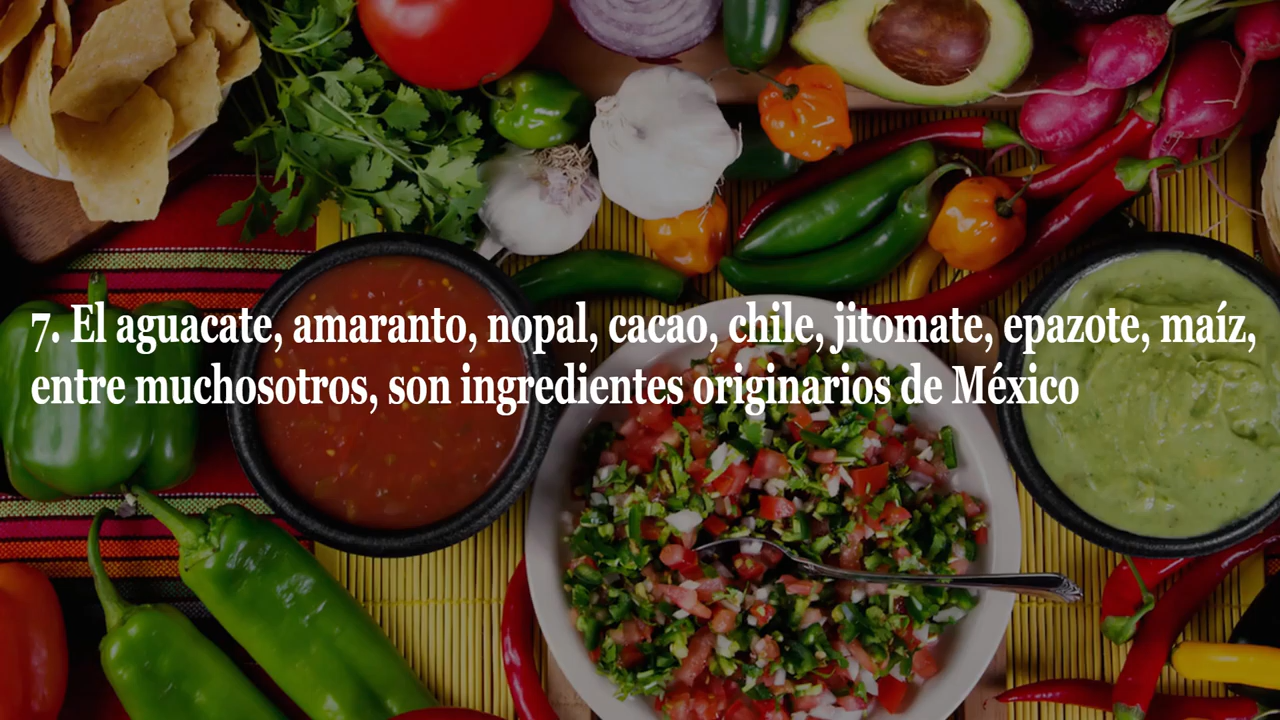 7. El aguacate, amaranto, nopal, cacao, chile, jitomate, epazote, maíz,
entre muchosotros, son ingredientes originarios de México